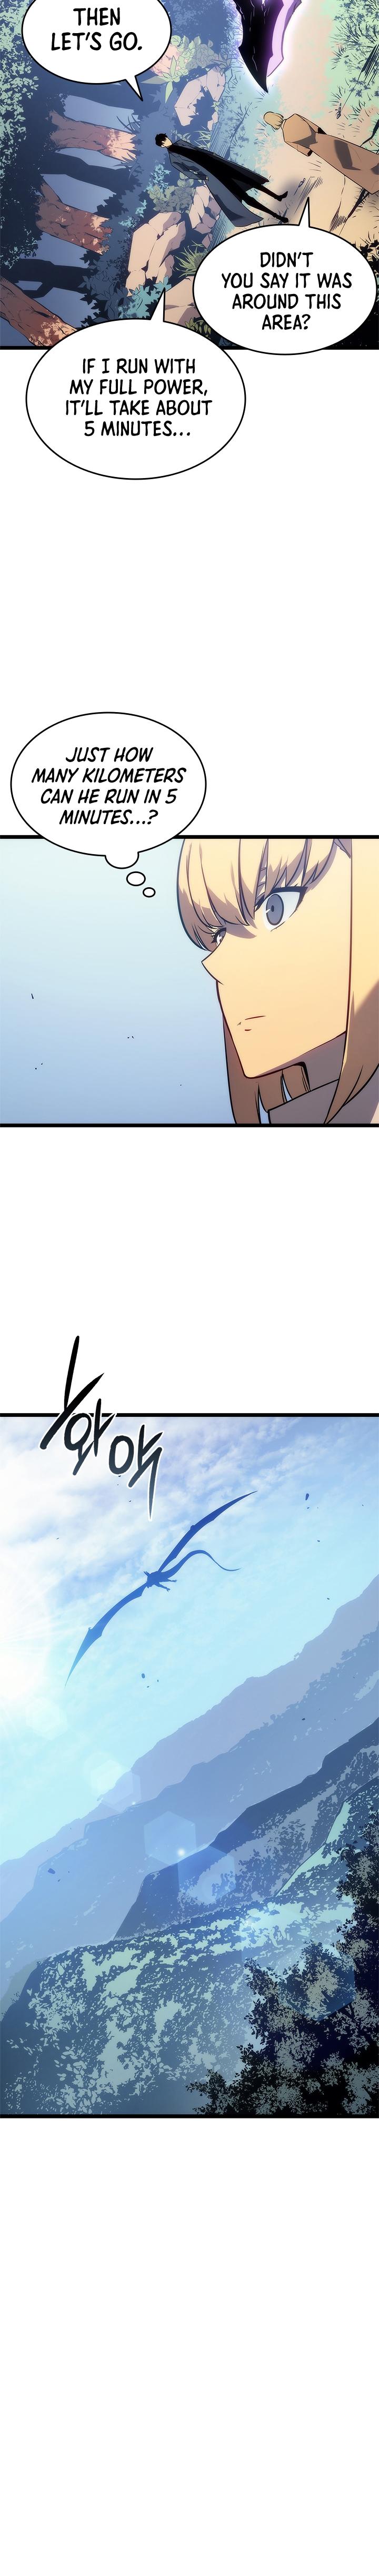 THEN
LET'S GO.
DIDN'T
YOU SAY IT WAS
AROUND THIS
AREA?
IF I RUN WITH
MY FULL POWER,
IT'LL TAKE ABOUT
5 MINUTES...
JUST HOW
MANY KILOMETERS
CAN HE RUN IN 5
MINUTES...?